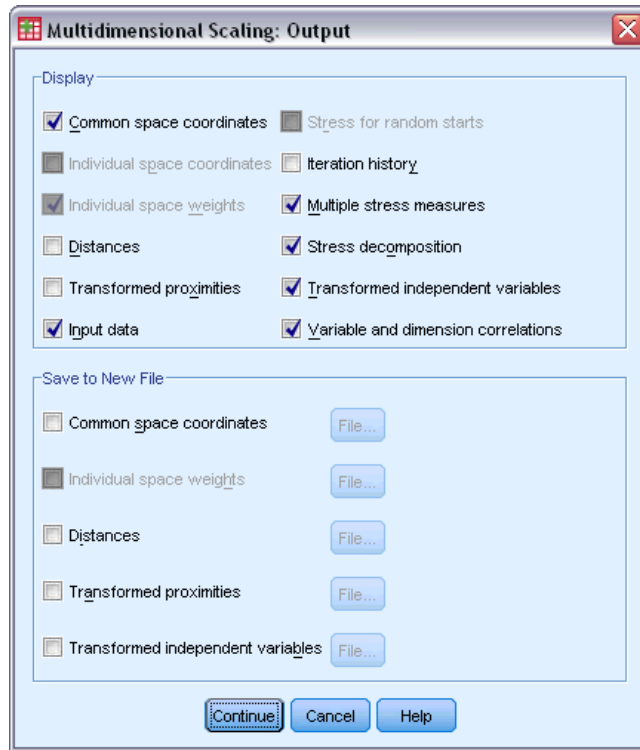 Multidimensional Scaling: Output
Display
Common space coordinates
Stress for random starts
Individual space coordinates
Iteration history
Individual space weights
Multiple stress measures
Distances
Stress decomposition
Transformed proximities
Transformed independent variables
Input data
Variable and dimension correlations
Save to New File
Common space coordinates
File...
Individual space weights
File...
Distances
File...
Transformed proximities
File...
Transformed independent variables
File...
Continue
Cancel
Help